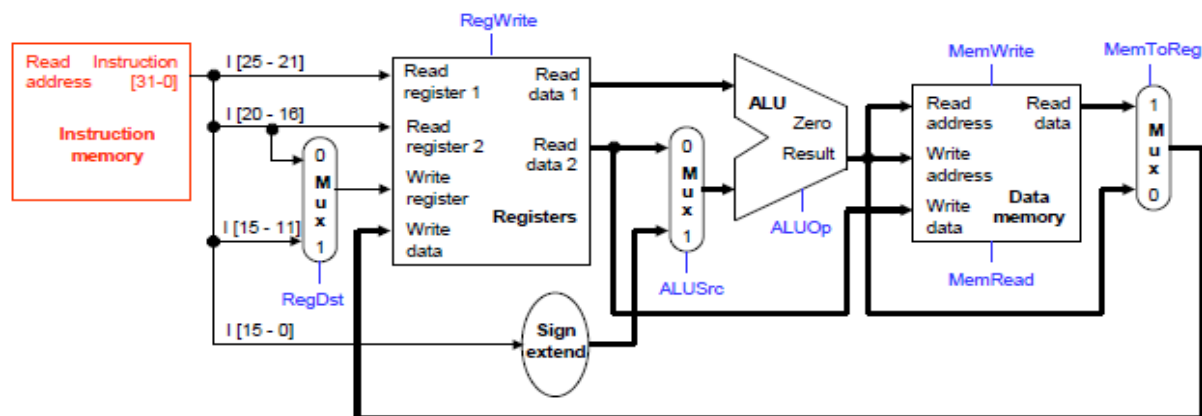 RegWrite
MemWrite
MemToReg
Read Instruction
address [31-0]
Instruction
memory
I [25 - 21]
I [20 - 16]
I [15 - 11]
I [15 - 0]
0
M
u
x
1
RegDst
Read
register 1
Read
data 1
Read
register 2
Read
data 2
Write
register
Registers
Write
data
Sign
extend
0
M
u
x
1
ALUSrc
ALU
Zero
Result
ALUOp
Read
address
Read
data
Write
address
Write
data
Data
memory
MemRead
1
M
u
x
0